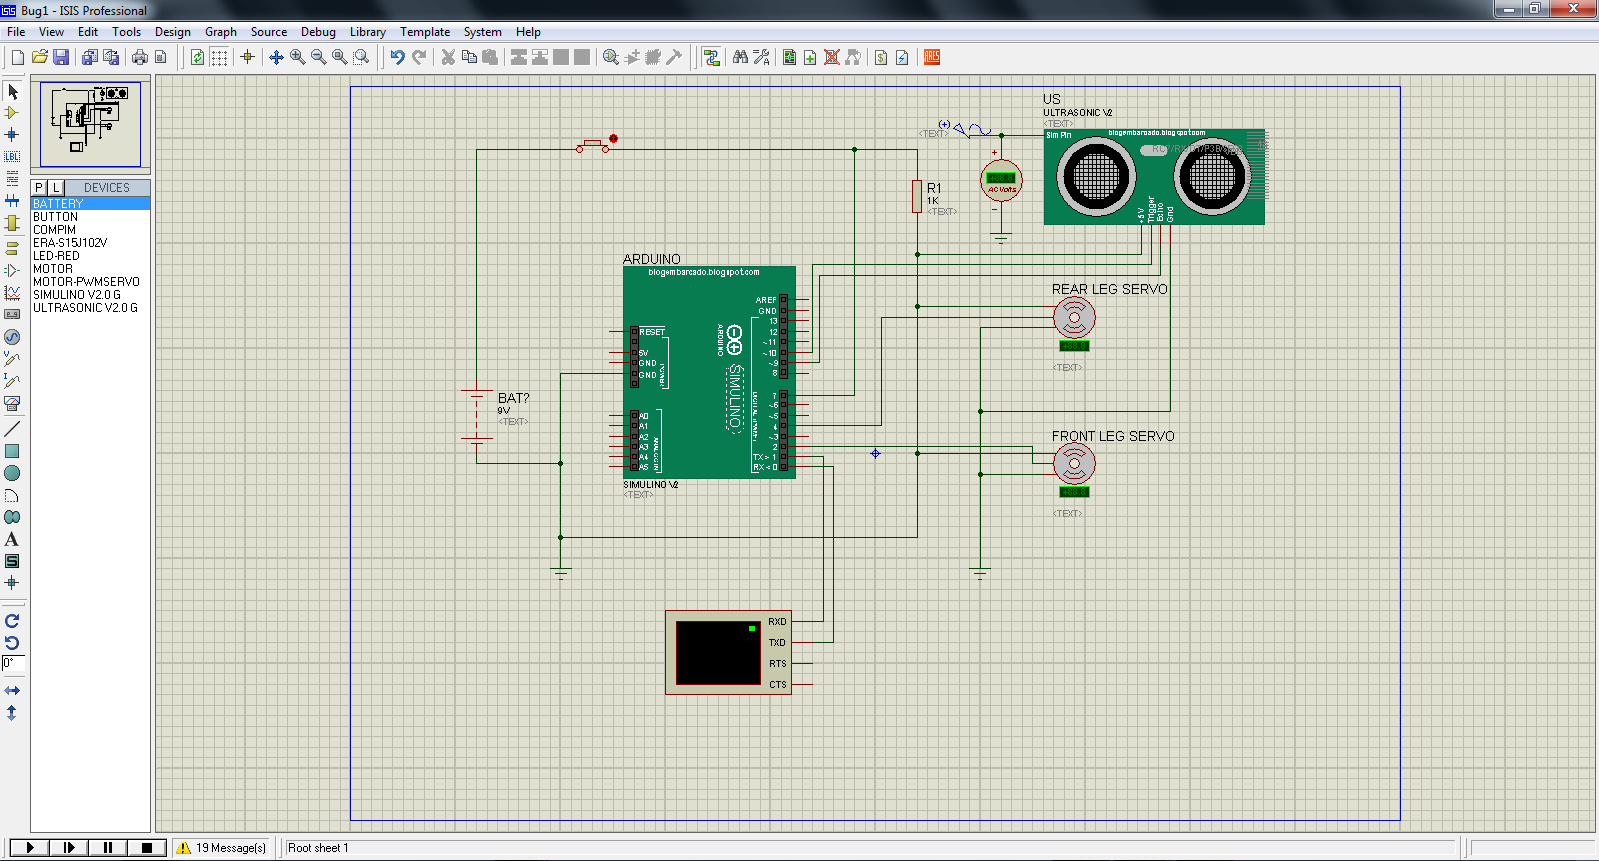 Bug1 - ISIS Professional
File View Edit Tools Design Graph Source Debug Library Template System Help
P L DEVICES
BATTERY
BUTTON
COMPIM
ERA-S15J102V
LED-RED
MOTOR
MOTOR-PWMSERVO
SIMULINO V2.0 G
ULTRASONIC V2.0 G
LBL
A
S
0°
ARES
US
ULTRASONIC V2
<TEXT>
<TEXT>
Sim Pin
blogembarcado.blogspot.com
+5V
Trigger
Echo
Gnd
AC Volts
R1
1K
<TEXT>
ARDUINO
blogembarcado.blogspot.com
AREF
GND
13
12
~11
~10
~9
8
7
~6
~5
4
~3
2
TX > 1
RX < 0
RESET
5V
GND
GND
A0
A1
A2
A3
A4
A5
ARDUINO
SIMULINO
SIMULINO V2
<TEXT>
BAT?
9V
<TEXT>
REAR LEG SERVO
<TEXT>
FRONT LEG SERVO
<TEXT>
RXD
TXD
RTS
CTS
19 Message(s)
Root sheet 1